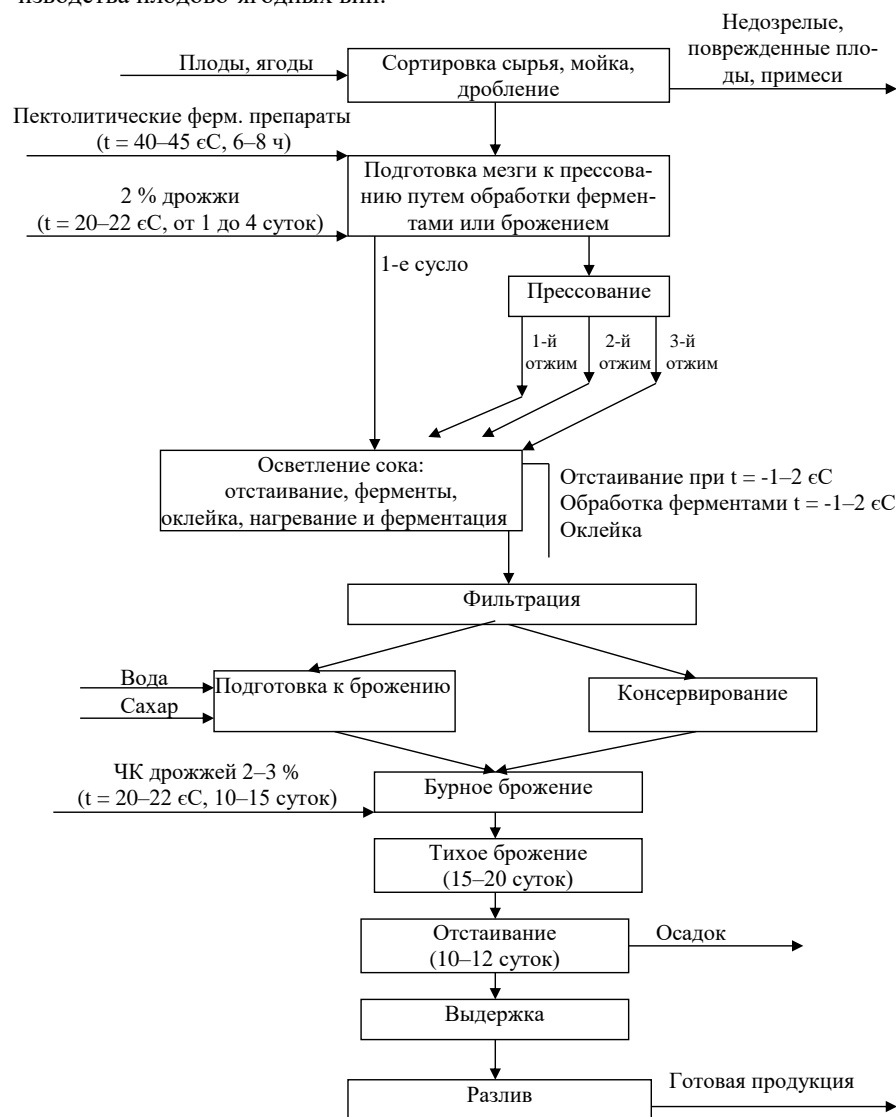 изводства плодово-ягодных вин.
Недозрелые,
поврежденные пло-
ды, примеси
Плоды, ягоды
Сортировка сырья, мойка,
дробление
Пектолитические ферм. препараты
(t = 40–45 єС, 6–8 ч)
Подготовка мезги к прессова-
нию путем обработки фермен-
тами или брожением
2 % дрожжи
(t = 20–22 єС, от 1 до 4 суток)
1-е сусло
Прессование
1-й
отжим
2-й
отжим
3-й
отжим
Осветление сока:
отстаивание, ферменты,
оклейка, нагревание и ферментация
Отстаивание при t = -1–2 єС
Обработка ферментами t = -1–2 єС
Оклейка
Фильтрация
Вода
Сахар
Подготовка к брожению
Консервирование
ЧК дрожжей 2–3 %
(t = 20–22 єС, 10–15 суток)
Бурное брожение
Тихое брожение
(15–20 суток)
Отстаивание
(10–12 суток)
Осадок
Выдержка
Разлив
Готовая продукция